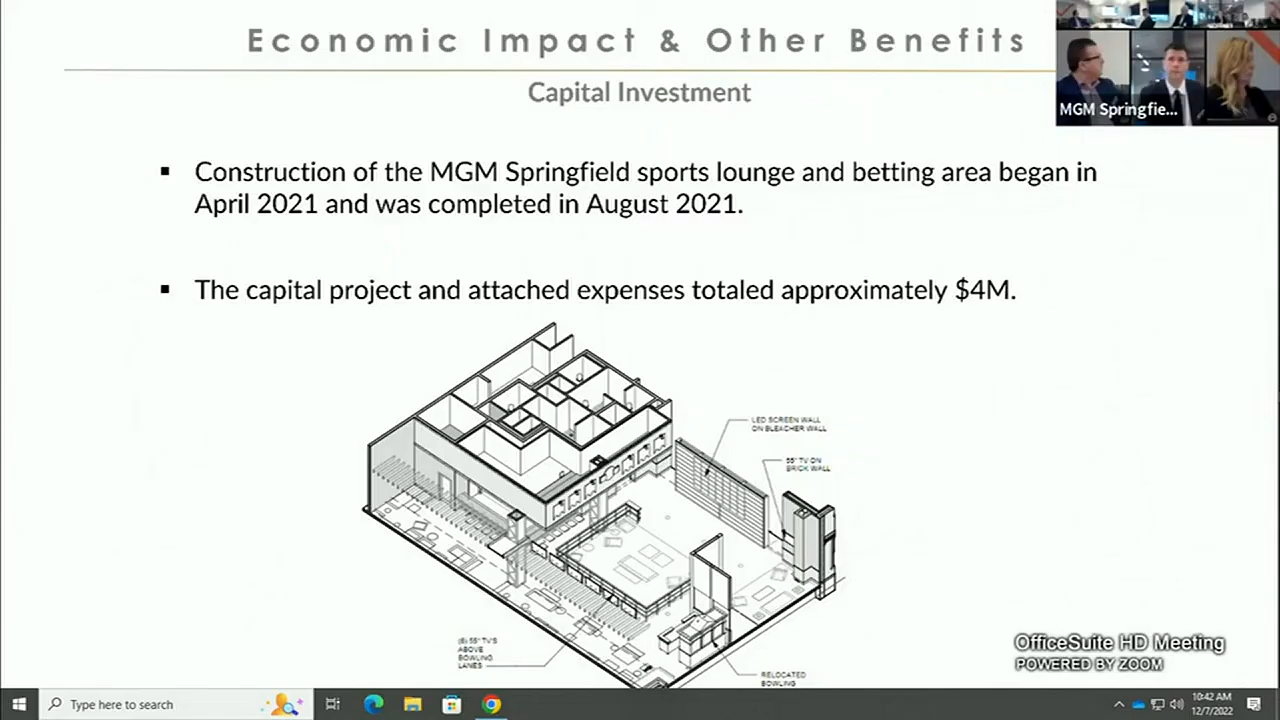 Economic Impact & Other Benefits
Capital Investment
MGM Springfie...
▪ Construction of the MGM Springfield sports lounge and betting area began in
April 2021 and was completed in August 2021.
▪ The capital project and attached expenses totaled approximately $4M.
LED SCREEN WALL
ON BLEACHER WALL
55" TV ON
BRICK WALL
(6) 55" TV'S
ABOVE
BOWLING
LANES
RELOCATED
BOWLING
OfficeSuite HD Meeting
POWERED BY ZOOM
Type here to search
10:42 AM
12/7/2022